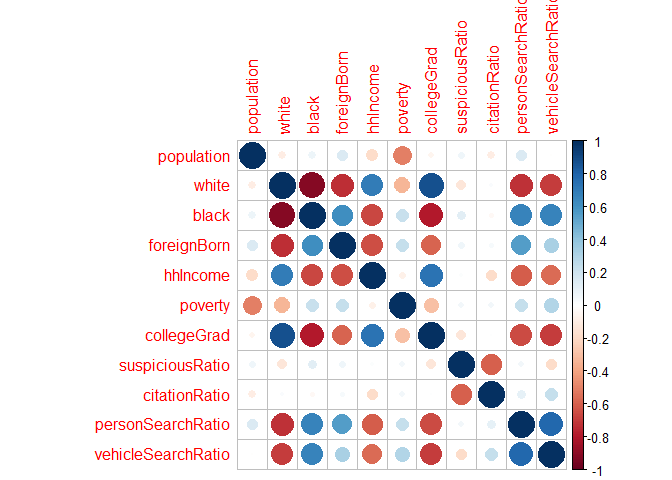 population
white
black
foreignBorn
hhIncome
poverty
collegeGrad
suspiciousRatio
citationRatio
personSearchRatio
vehicleSearchRatio
population
white
black
foreignBorn
hhIncome
poverty
collegeGrad
suspiciousRatio
citationRatio
personSearchRatio
vehicleSearchRatio
1
0.8
0.6
0.4
0.2
0
-0.2
-0.4
-0.6
-0.8
-1